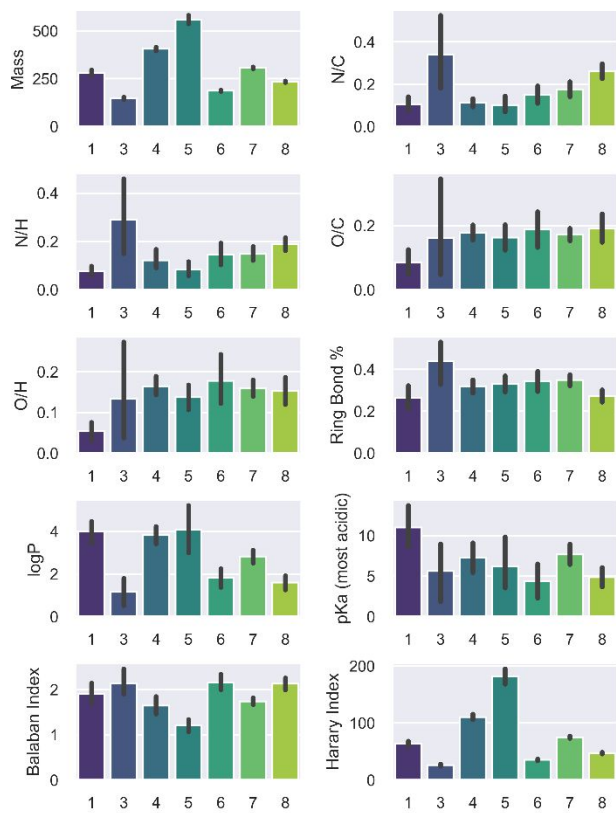 Mass
500
250
0
1 3 4 5 6 7 8
N/C
0.4
0.2
0.0
1 3 4 5 6 7 8
N/H
0.4
0.2
0.0
1 3 4 5 6 7 8
O/C
0.2
0.0
1 3 4 5 6 7 8
O/H
0.2
0.1
0.0
1 3 4 5 6 7 8
Ring Bond %
0.4
0.2
0.0
1 3 4 5 6 7 8
logP
4
2
0
1 3 4 5 6 7 8
pKa (most acidic)
10
5
0
1 3 4 5 6 7 8
Balaban Index
2
1
0
1 3 4 5 6 7 8
Harary Index
200
100
0
1 3 4 5 6 7 8